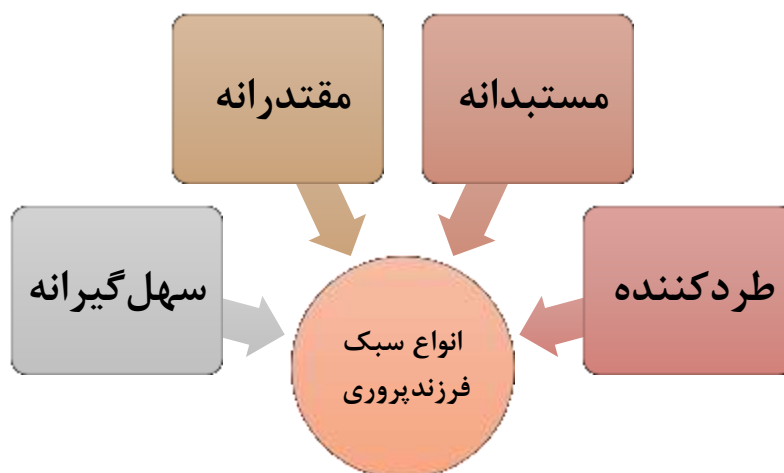 مستبدانه
مقتدرانه
طردکننده
سهل‌گیرانه
انواع سبک
فرزندپروری